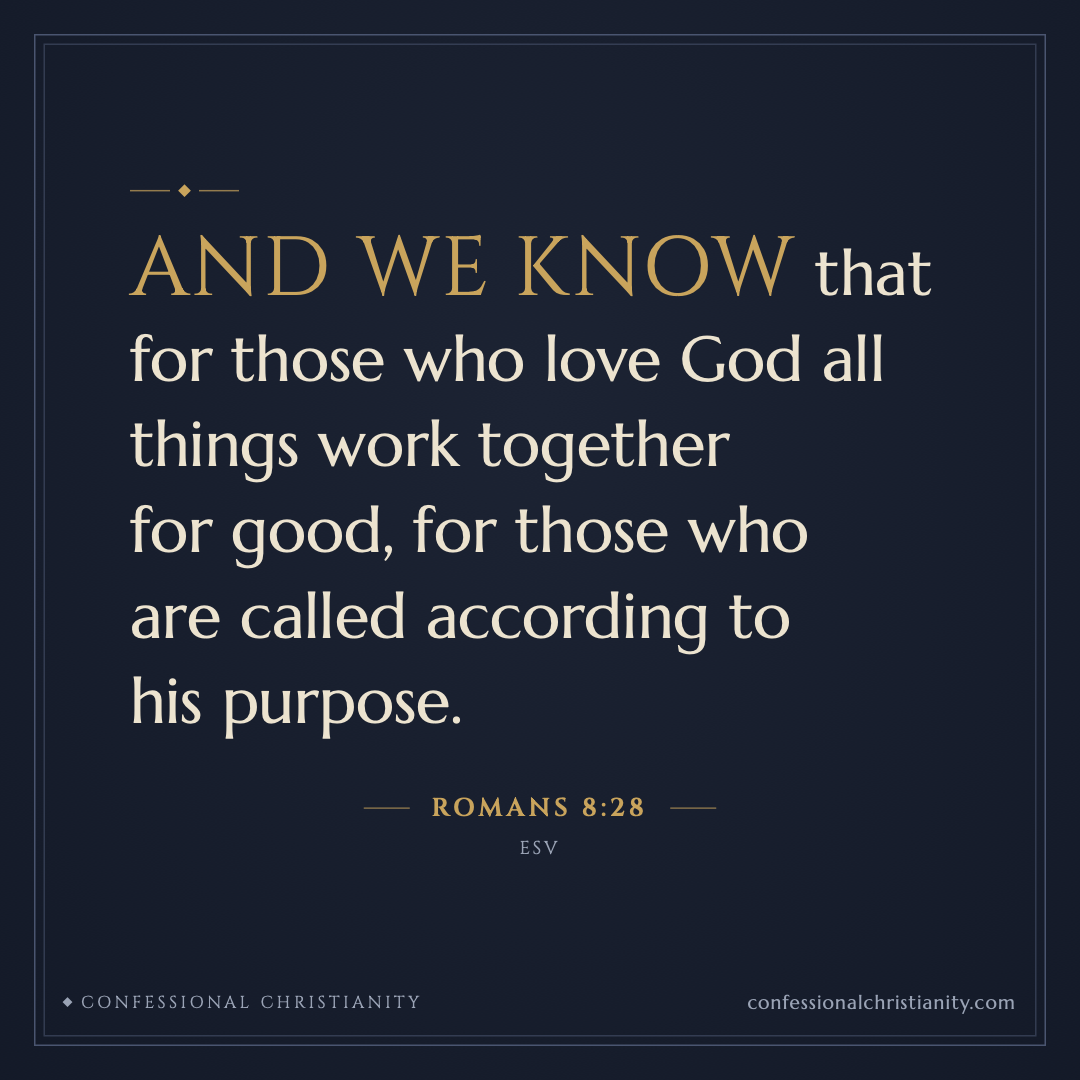 AND WE KNOW that
for those who love God all
things work together
for good, for those who
are called according to
his purpose.
ROMANS 8:28
ESV
CONFESSIONAL CHRISTIANITY
confessionalchristianity.com